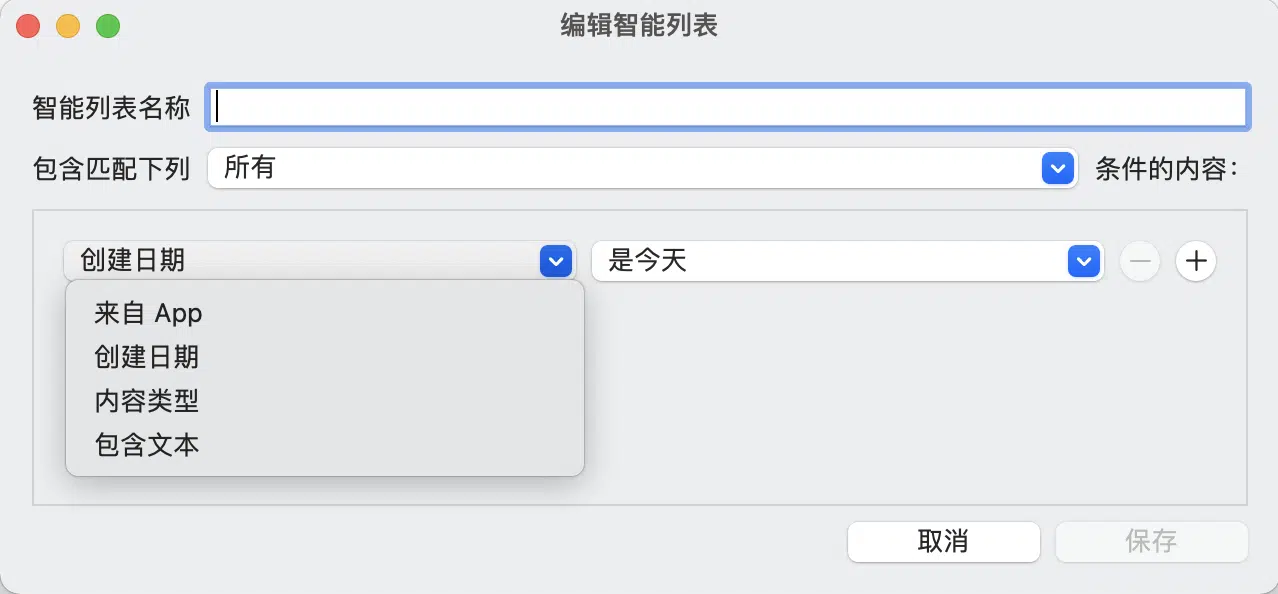 编辑智能列表
智能列表名称
包含匹配下列 所有 条件的内容：
创建日期 是今天
来自 App
创建日期
内容类型
包含文本
取消 保存